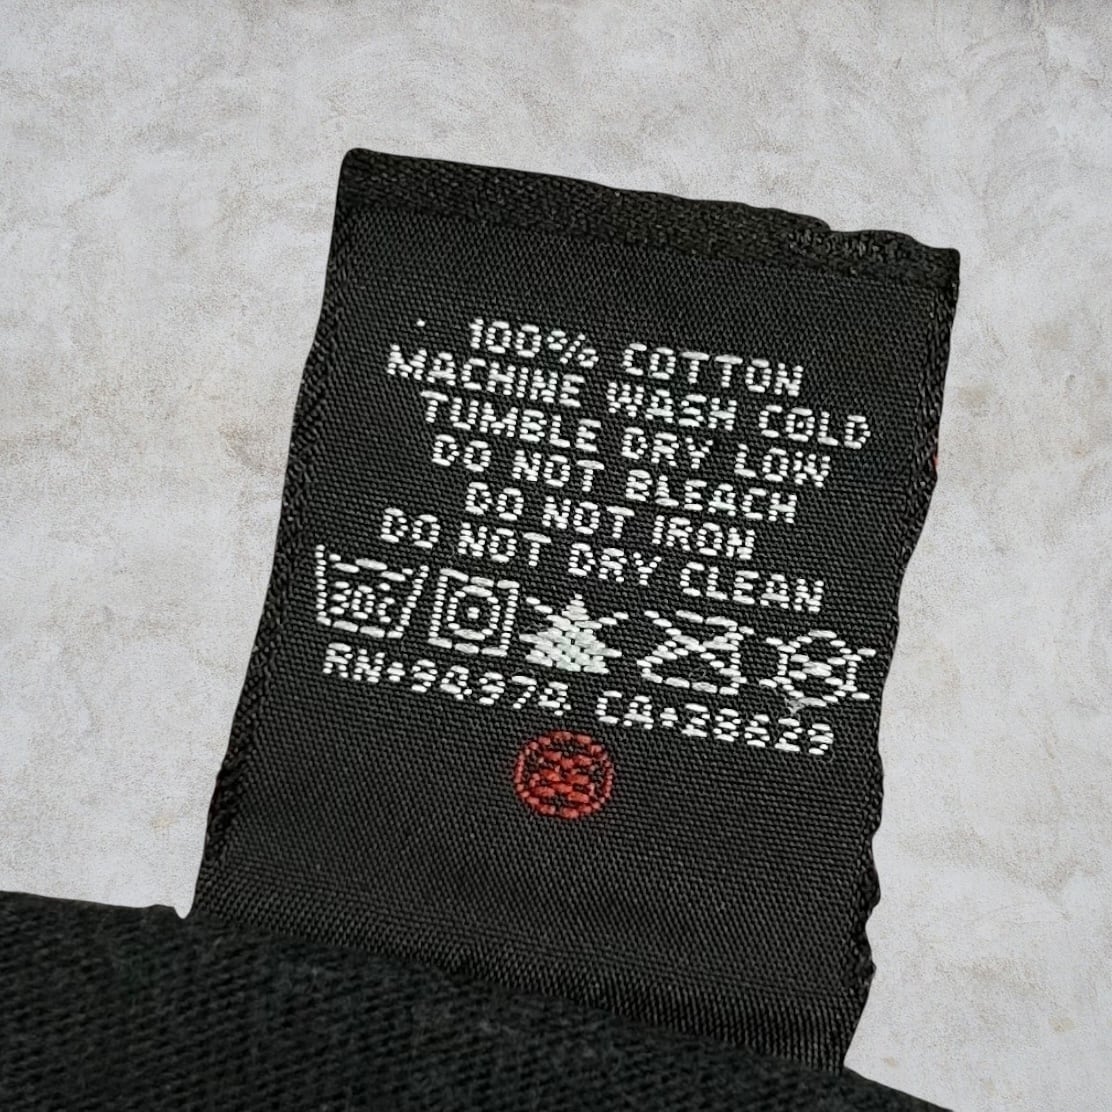 100% COTTON
MACHINE WASH COLD
TUMBLE DRY LOW
DO NOT BLEACH
DO NOT IRON
DO NOT DRY CLEAN
30C
RN♦94974 CA♦28629